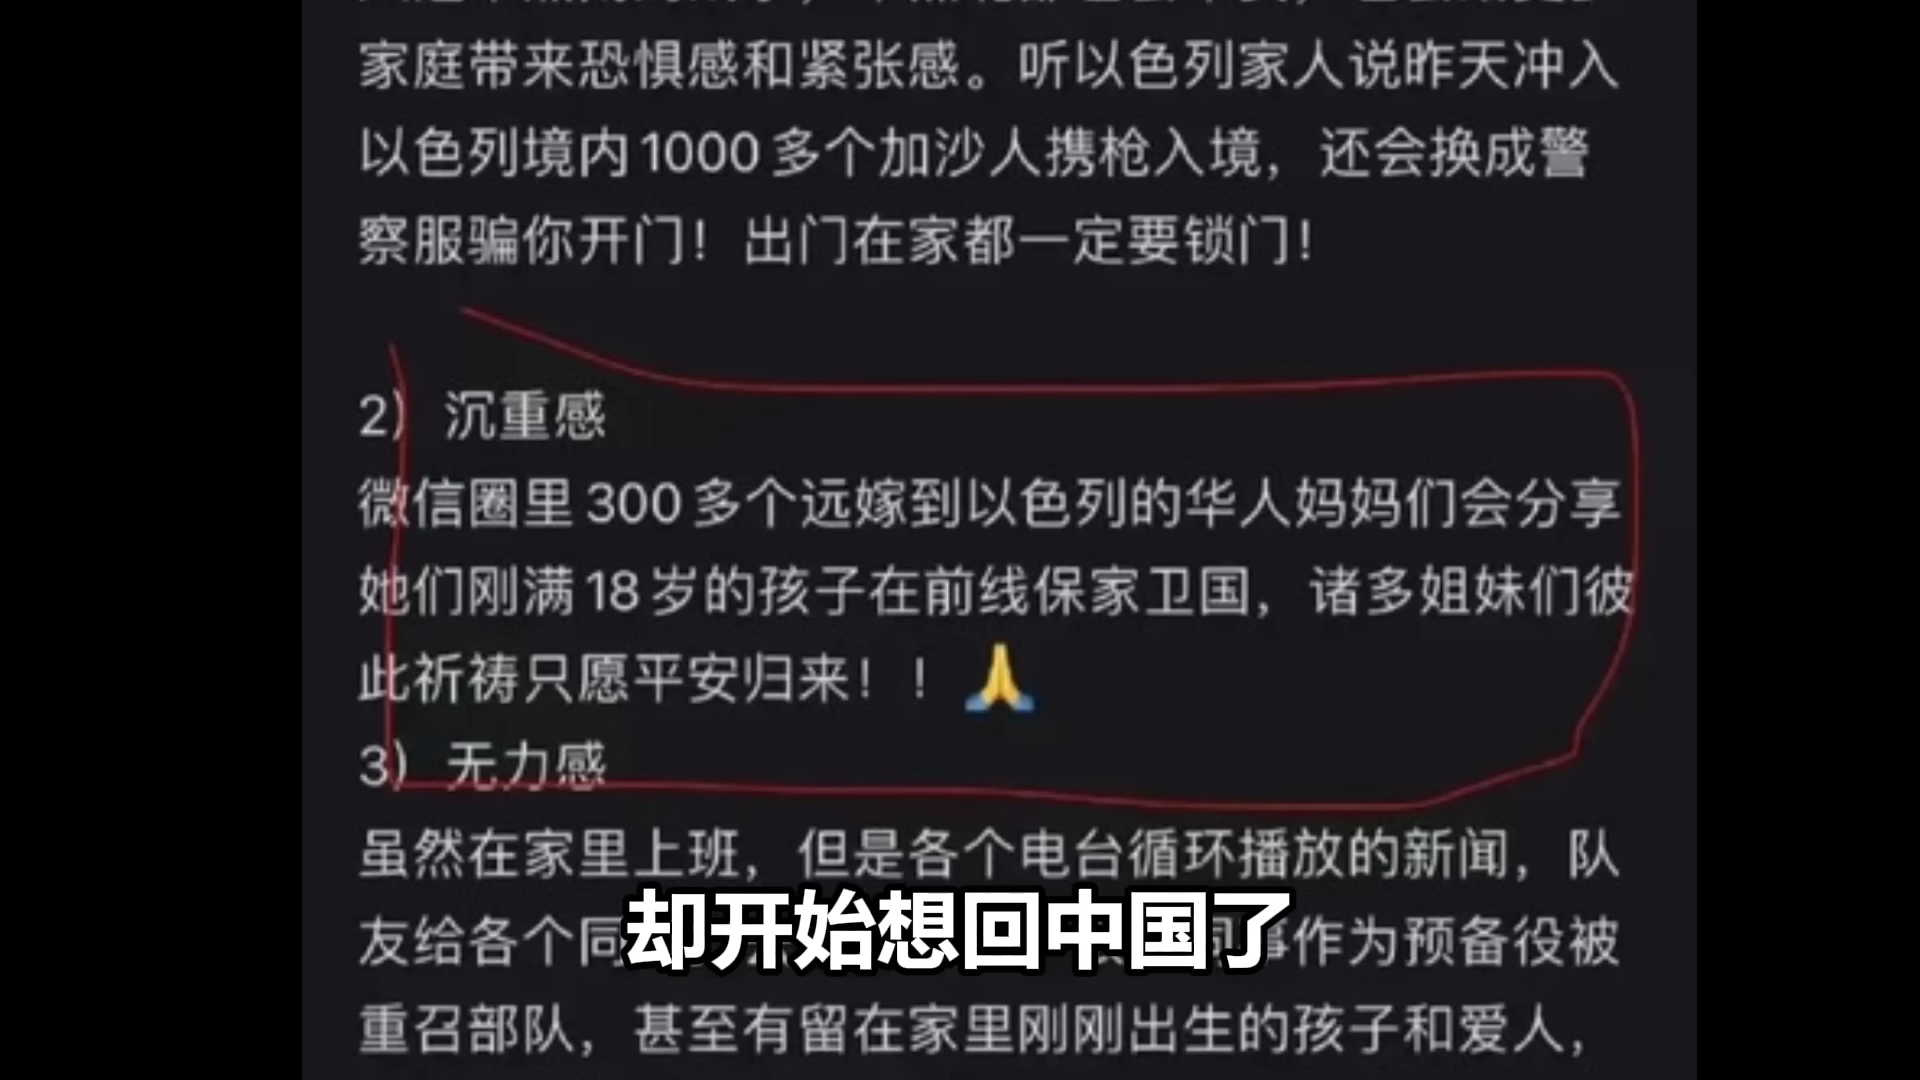 家庭带来恐惧感和紧张感。听以色列家人说昨天冲入
以色列境内1000多个加沙人携枪入境，还会换成警
察服骗你开门！出门在家都一定要锁门！
2）沉重感
微信圈里300多个远嫁到以色列的华人妈妈们会分享
她们刚满18岁的孩子在前线保家卫国，诸多姐妹们彼
此祈祷只愿平安归来！！🙏
3）无力感
虽然在家里上班，但是各个电台循环播放的新闻，队
友给各个同
事作为预备役被
却开始想回中国了
重召部队，甚至有留在家里刚刚出生的孩子和爱人，